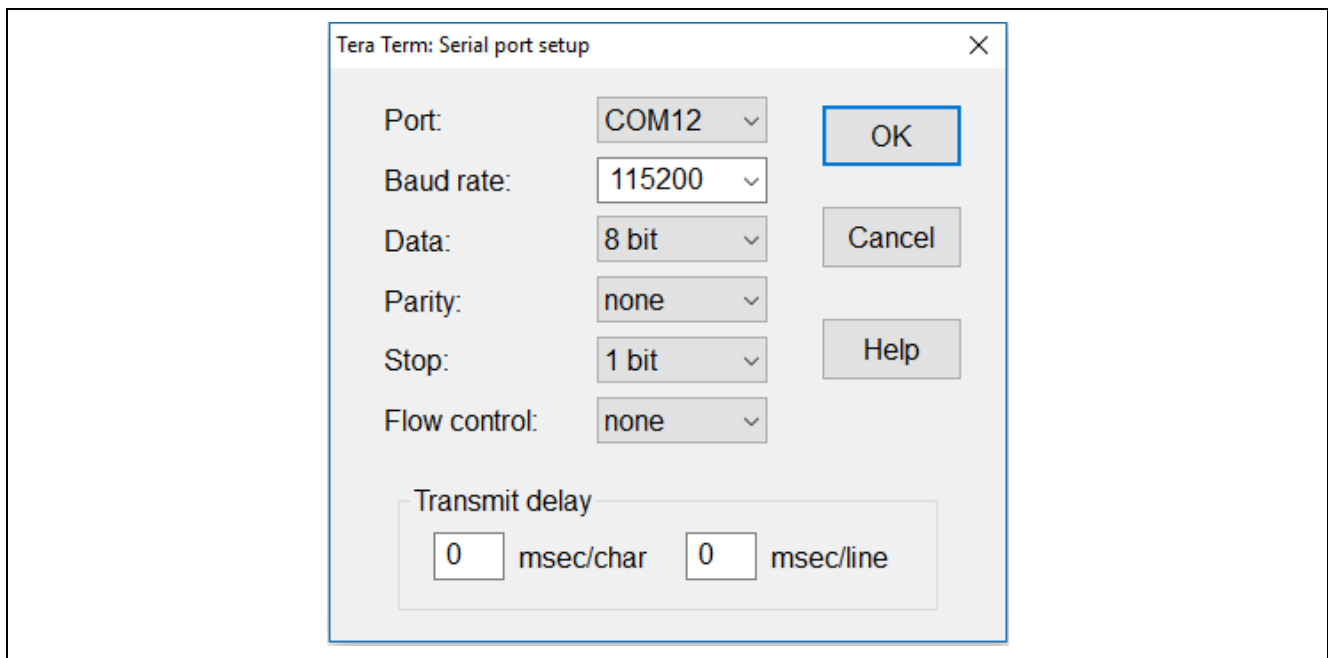 Tera Term: Serial port setup
Port: COM12 OK
Baud rate: 115200
Data: 8 bit Cancel
Parity: none
Stop: 1 bit Help
Flow control: none
Transmit delay
0 msec/char 0 msec/line